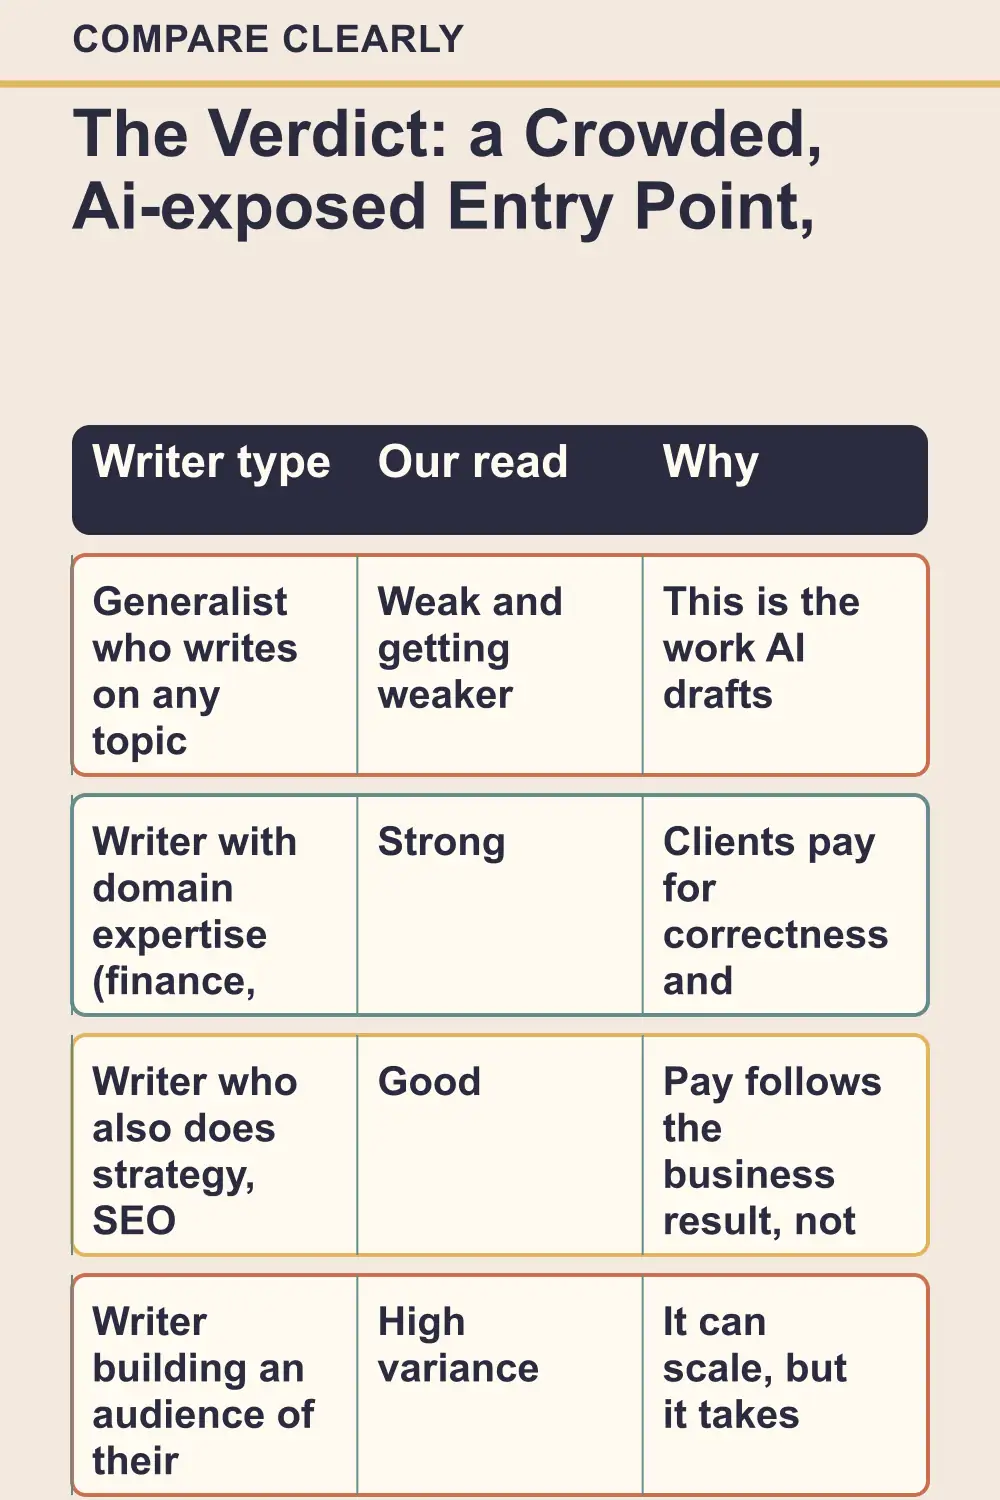 COMPARE CLEARLY
The Verdict: a Crowded,
Ai-exposed Entry Point,
Writer type Our read Why
Generalist
who writes
on any
topic
Weak and
getting
weaker
This is the
work AI
drafts
Writer with
domain
expertise
(finance,
Strong
Clients pay
for
correctness
and
Writer who
also does
strategy,
SEO
Good
Pay follows
the
business
result, not
Writer
building an
audience of
their
High
variance
It can
scale, but
it takes